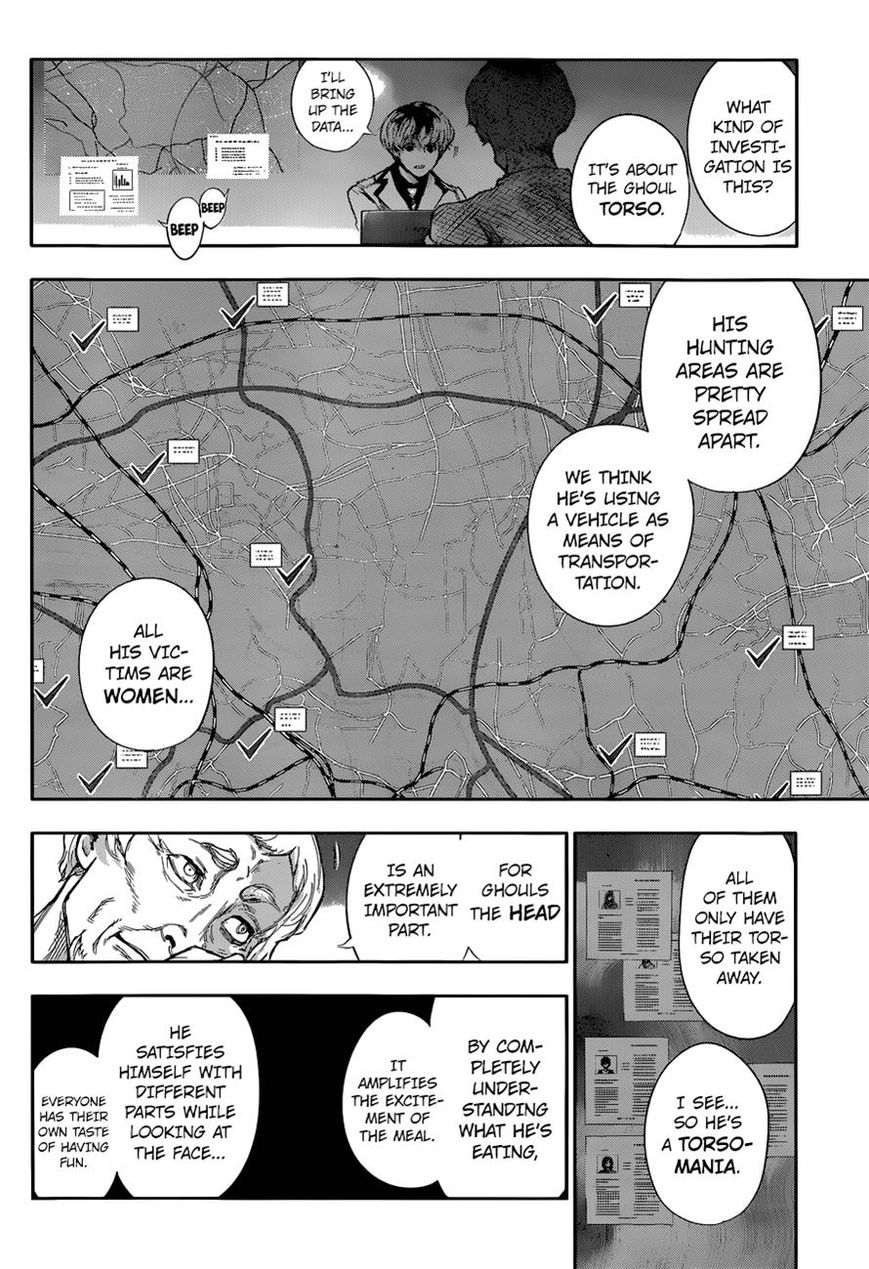 WHAT
KIND OF
INVESTI-
GATION IS
THIS?
IT'S ABOUT
THE GHOUL
TORSO.
I'LL
BRING
UP THE
DATA...
BEEP
BEEP
HIS
HUNTING
AREAS ARE
PRETTY
SPREAD
APART.
WE THINK
HE'S USING
A VEHICLE AS
MEANS OF
TRANSPOR-
TATION.
ALL
HIS VIC-
TIMS ARE
WOMEN...
ALL
OF THEM
ONLY HAVE
THEIR TOR-
SO TAKEN
AWAY.
I SEE...
SO HE'S
A TORSO-
MANIA.
FOR
GHOULS
THE HEAD
IS AN
EXTREMELY
IMPORTANT
PART.
BY COM-
PLETELY
UNDER-
STANDING
WHAT HE'S
EATING,
IT
AMPLIFIES
THE EXCITE-
MENT OF
THE MEAL.
HE
SATISFIES
HIMSELF WITH
DIFFERENT
PARTS WHILE
LOOKING AT
THE FACE...
EVERYONE
HAS THEIR
OWN TASTE
OF HAVING
FUN.